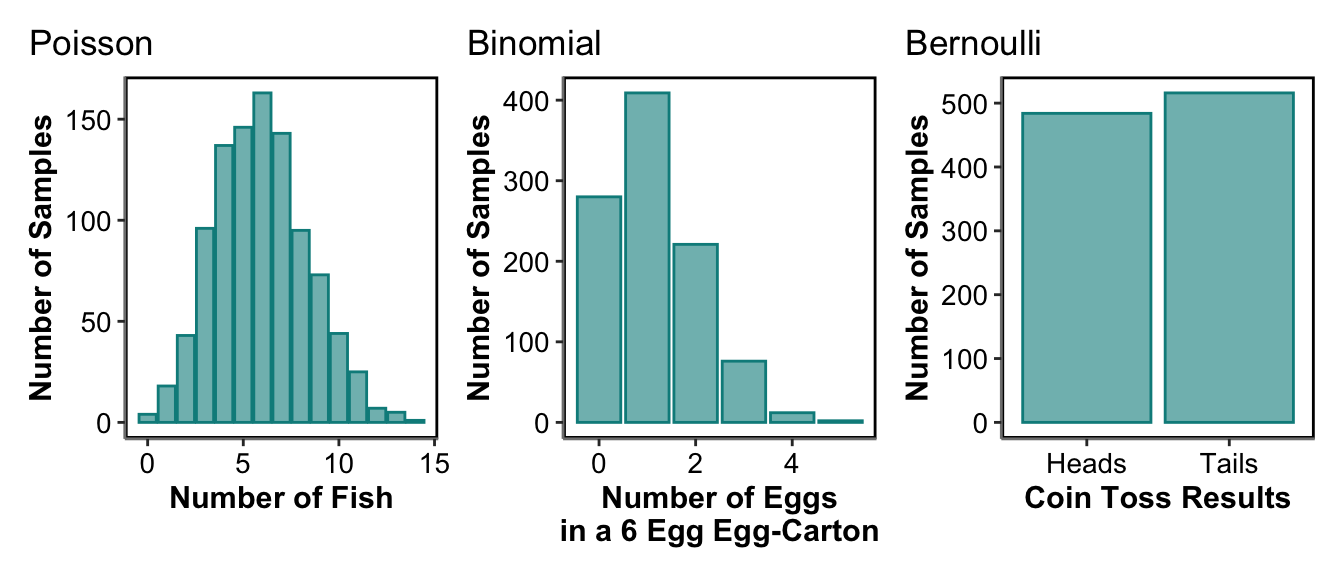 Poisson
Number of Samples
150
100
50
0
0 5 10 15
Number of Fish
Binomial
Number of Samples
400
300
200
100
0
0 2 4
Number of Eggs
in a 6 Egg Egg-Carton
Bernoulli
Number of Samples
500
400
300
200
100
0
Heads Tails
Coin Toss Results